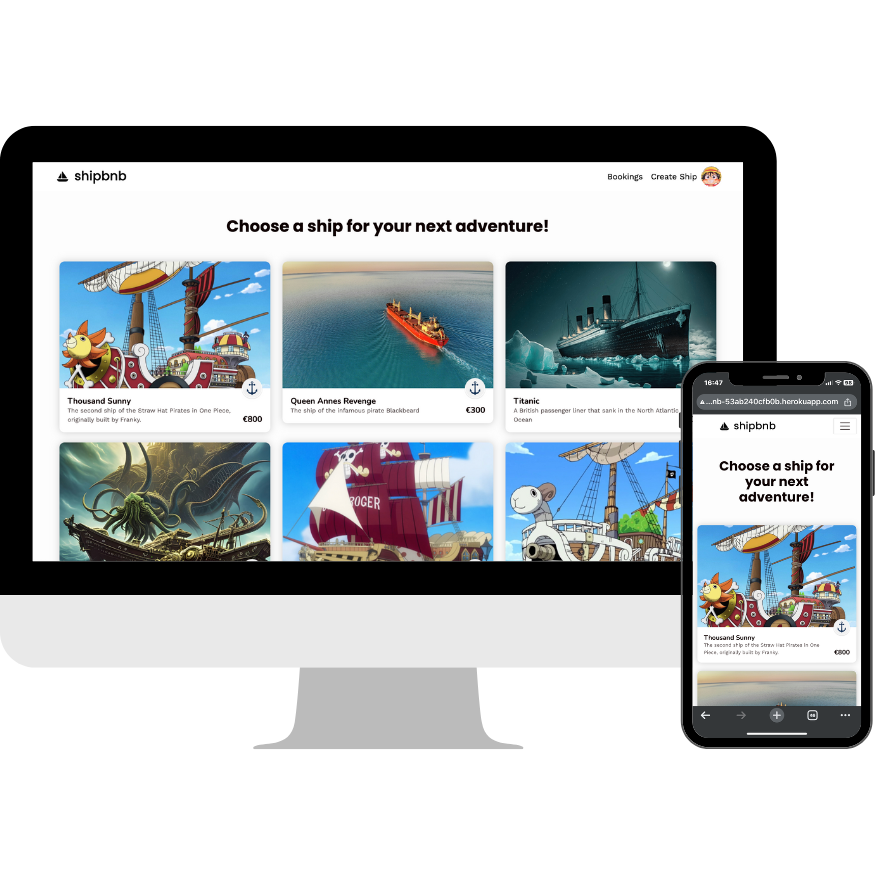 shipbnb
Bookings Create Ship
Choose a ship for your next adventure!
Thousand Sunny
The second ship of the Straw Hat Pirates in One Piece,
originally built by Franky.
€800
Queen Annes Revenge
The ship of the infamous pirate Blackbeard
€300
Titanic
A British passenger liner that sank in the North Atlantic
Ocean
ROGER
16:47
...nb-53ab240cfb0b.herokuapp.com
shipbnb
Choose a ship for
your next
adventure!
Thousand Sunny
The second ship of the Straw Hat Pirates in One
Piece, originally built by Franky.
€800